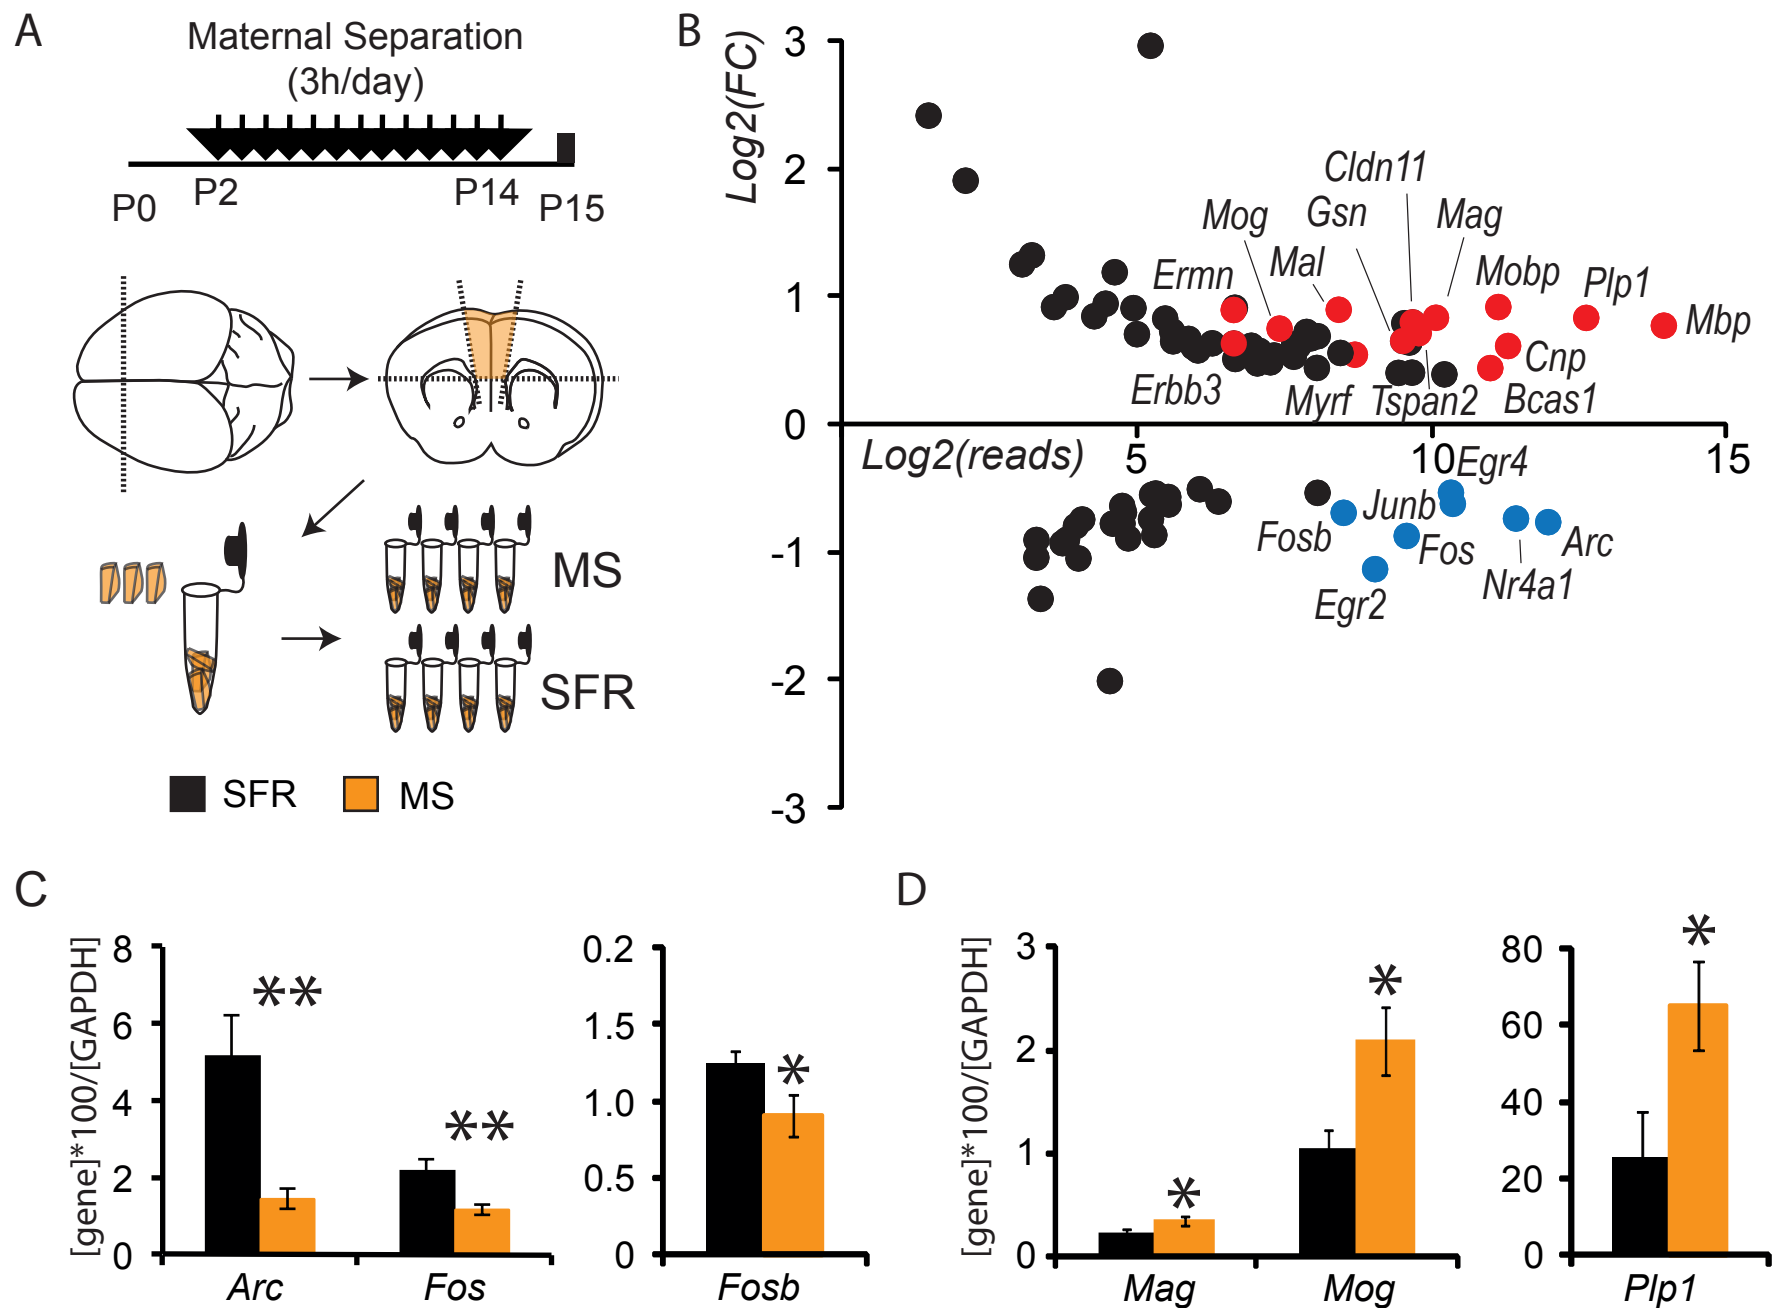 A
Maternal Separation
(3h/day)
P0
P2
P14
P15
MS
SFR
SFR
MS
B
Log2(FC)
3
2
1
0
-1
-2
-3
Log2(reads)
5
10
15
Cldn11
Mog
Gsn
Mag
Ermn
Mal
Mobp
Plp1
Mbp
Erbb3
Myrf
Tspan2
Cnp
Bcas1
Egr4
Fosb
Junb
Fos
Arc
Egr2
Nr4a1
C
[gene]*100/[GAPDH]
8
6
4
2
0
**
**
Arc
Fos
0.2
1.5
1.0
0.5
0
*
Fosb
D
[gene]*100/[GAPDH]
3
2
1
0
*
*
Mag
Mog
80
60
40
20
0
*
Plp1